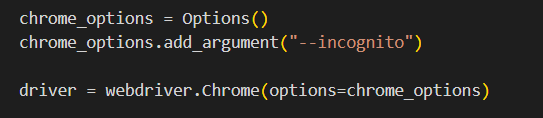 chrome_options = Options()
chrome_options.add_argument("--incognito")
driver = webdriver.Chrome(options=chrome_options)